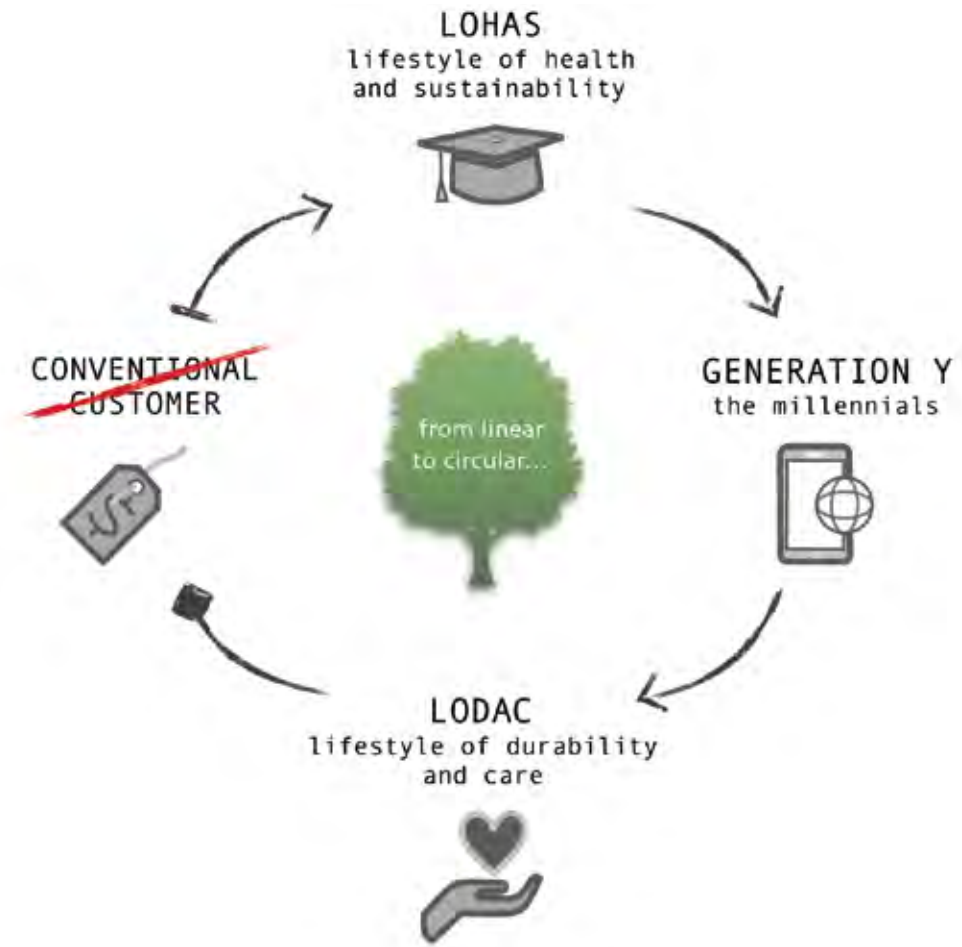 LOHAS
lifestyle of health
and sustainability
CONVENTIONAL
CUSTOMER
from linear
to circular...
GENERATION Y
the millennials
LODAC
lifestyle of durability
and care